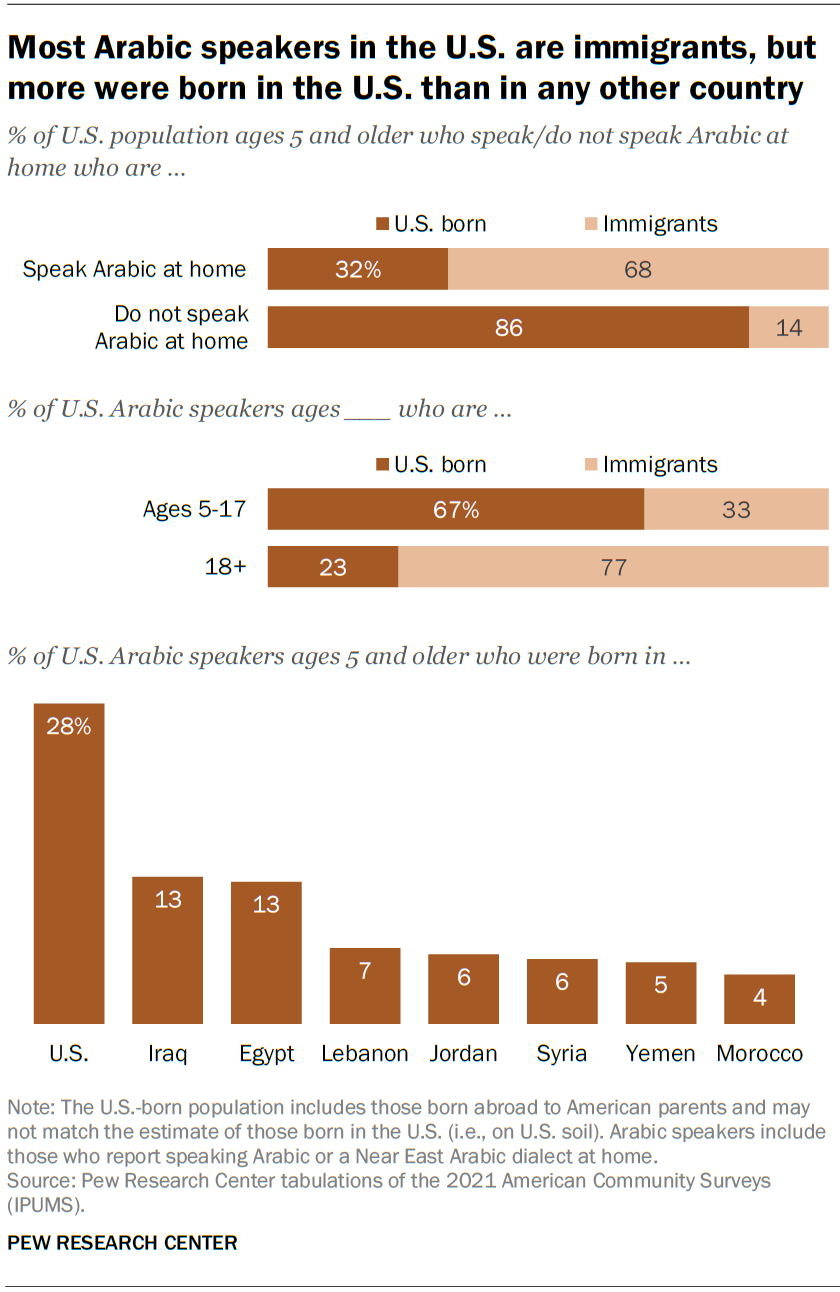 Most Arabic speakers in the U.S. are immigrants, but
more were born in the U.S. than in any other country
% of U.S. population ages 5 and older who speak/do not speak Arabic at
home who are ...
U.S. born Immigrants
Speak Arabic at home 32% 68
Do not speak
Arabic at home 86 14
% of U.S. Arabic speakers ages ___ who are ...
U.S. born Immigrants
Ages 5-17 67% 33
18+ 23 77
% of U.S. Arabic speakers ages 5 and older who were born in ...
28% 13 13 7 6 6 5 4
U.S. Iraq Egypt Lebanon Jordan Syria Yemen Morocco
Note: The U.S.-born population includes those born abroad to American parents and may
not match the estimate of those born in the U.S. (i.e., on U.S. soil). Arabic speakers include
those who report speaking Arabic or a Near East Arabic dialect at home.
Source: Pew Research Center tabulations of the 2021 American Community Surveys
(IPUMS).
PEW RESEARCH CENTER